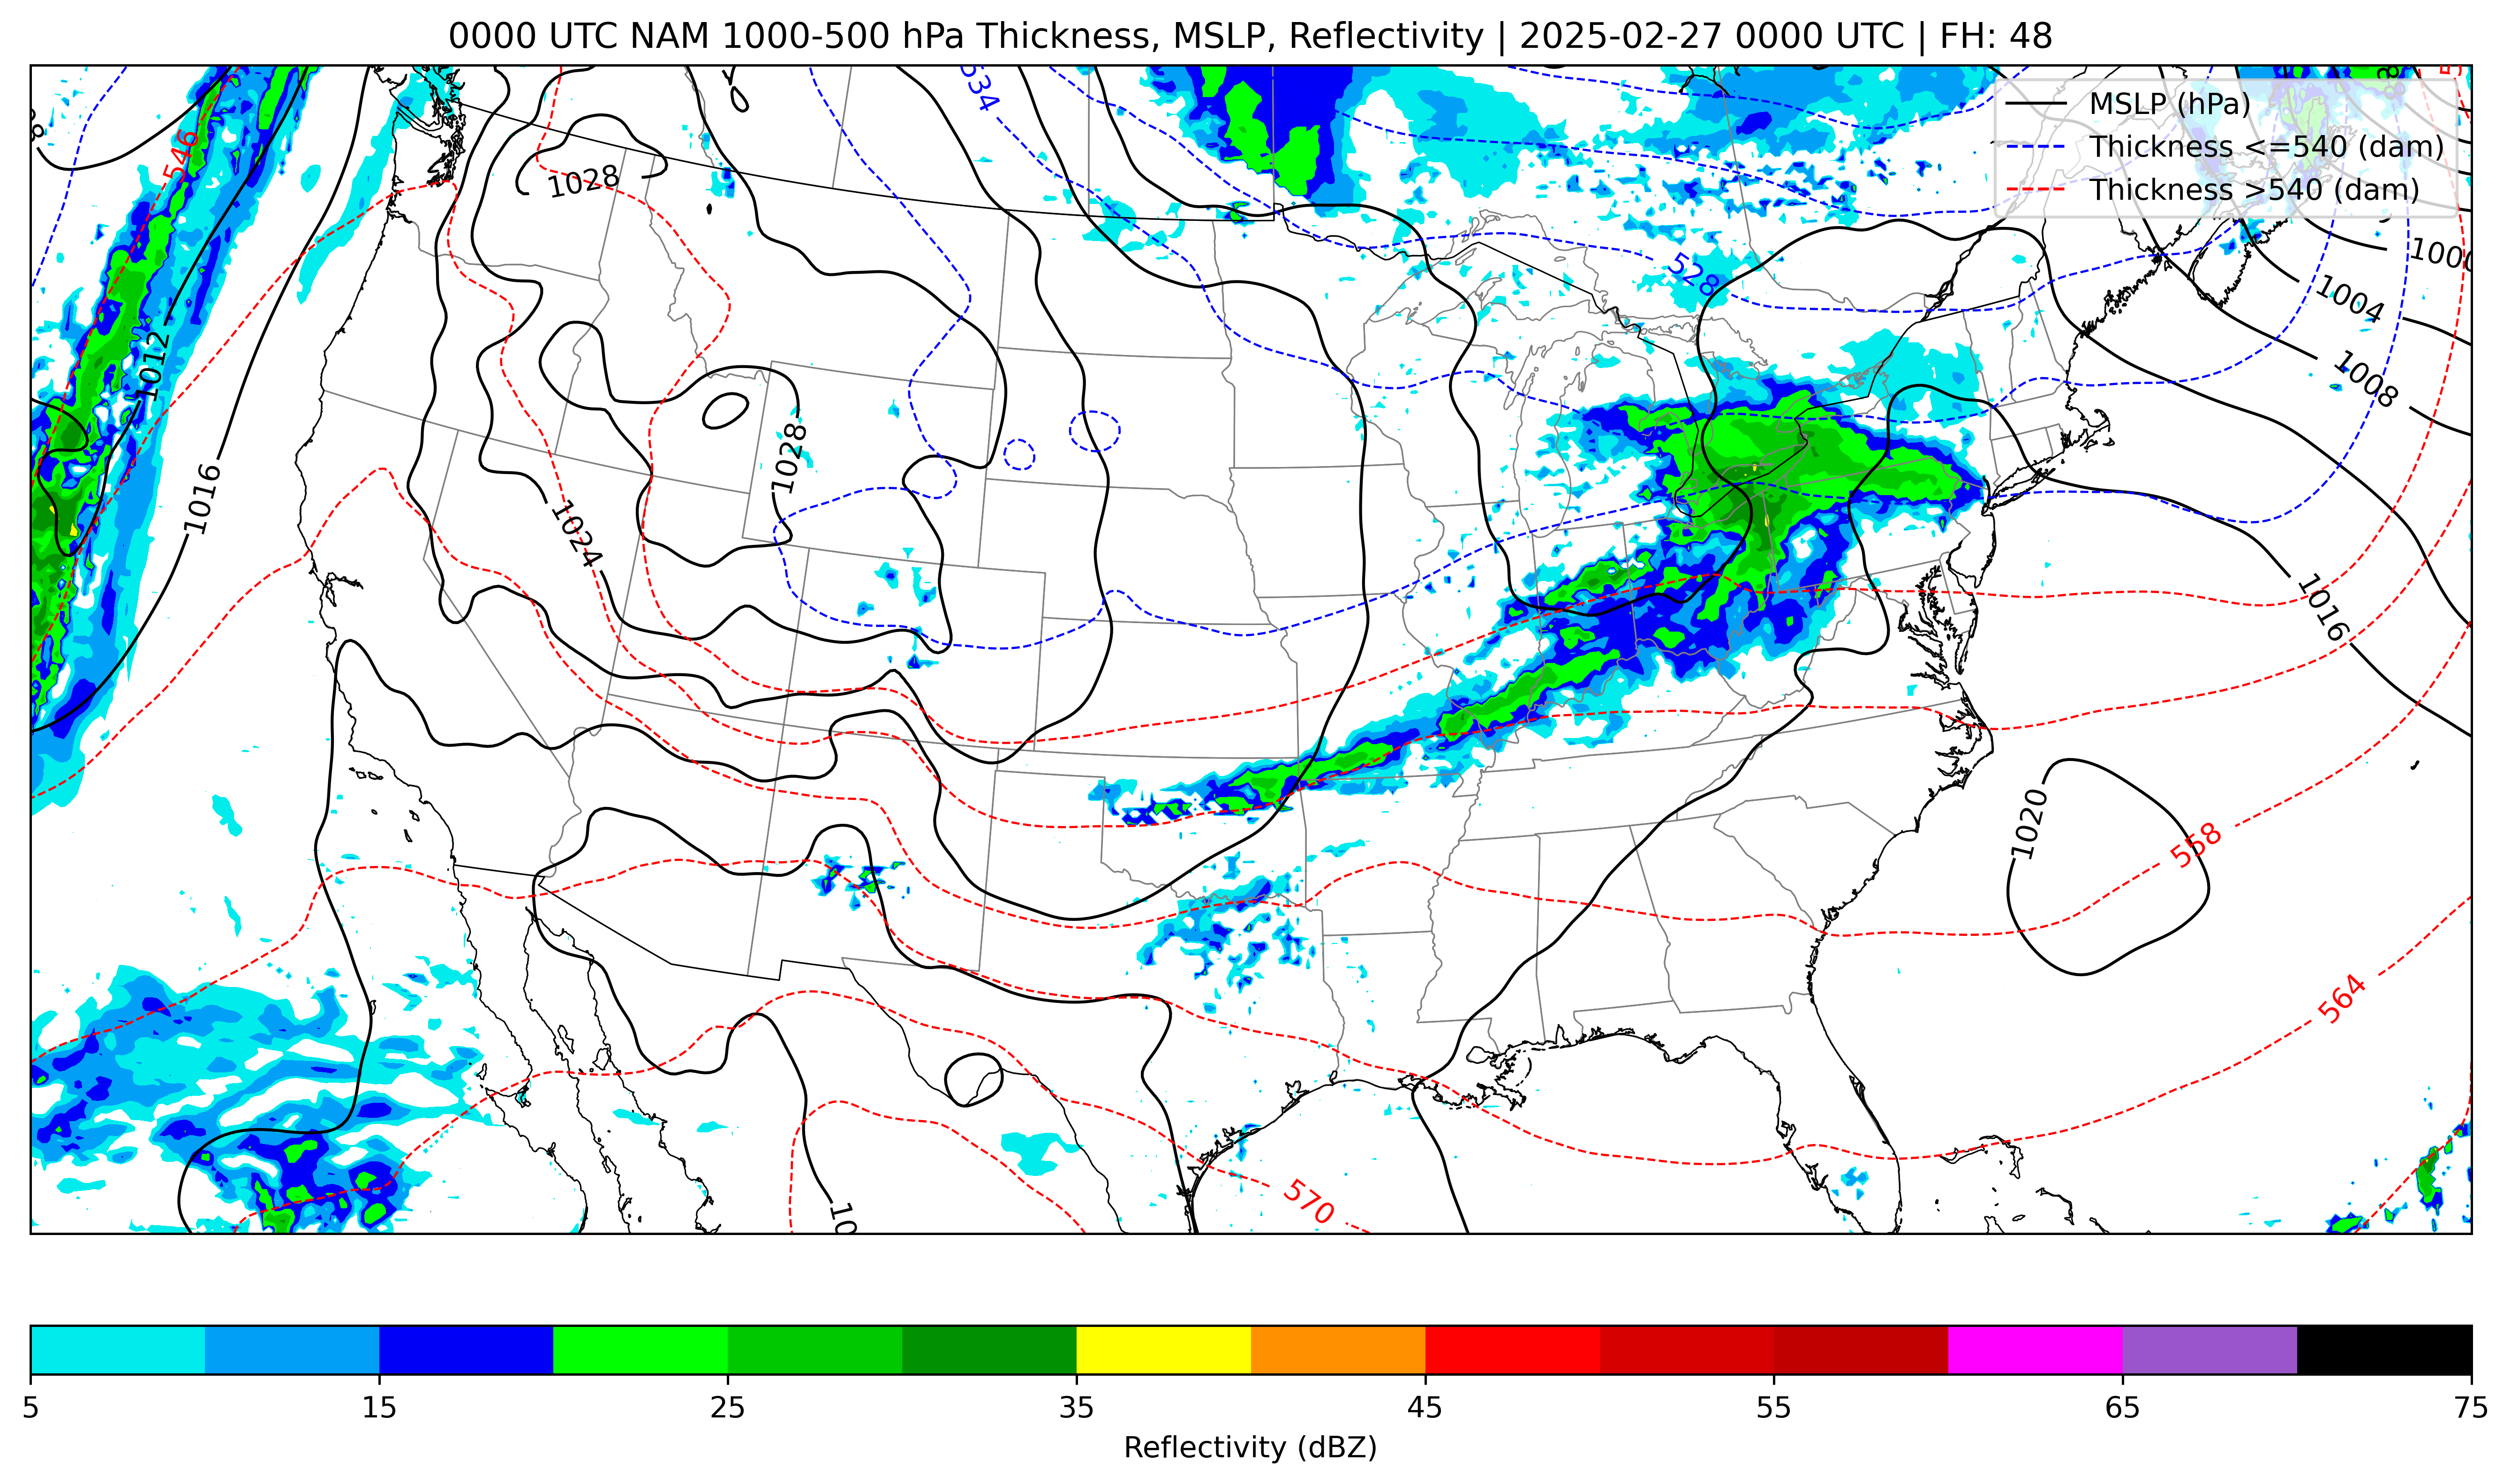 0000 UTC NAM 1000-500 hPa Thickness, MSLP, Reflectivity | 2025-02-27 0000 UTC | FH: 48
534
MSLP (hPa)
Thickness <=540 (dam)
Thickness >540 (dam)
546
1028
1000
528
1004
1012
1008
1028
1016
1024
1016
1020
558
564
570
10
5 15 25 35 45 55 65 75
Reflectivity (dBZ)